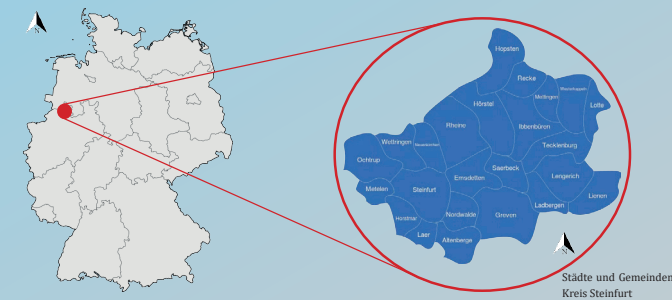 N
Hopsten
Recke
Mettingen
Westerkappeln
Lotte
Hörstel
Rheine
Ibbenbüren
Wettringen
Neuenkirchen
Tecklenburg
Ochtrup
Saerbeck
Emsdetten
Lengerich
Metelen
Steinfurt
Lienen
Ladbergen
Horstmar
Nordwalde
Greven
Laer
Altenberge
N
Städte und Gemeinden
Kreis Steinfurt